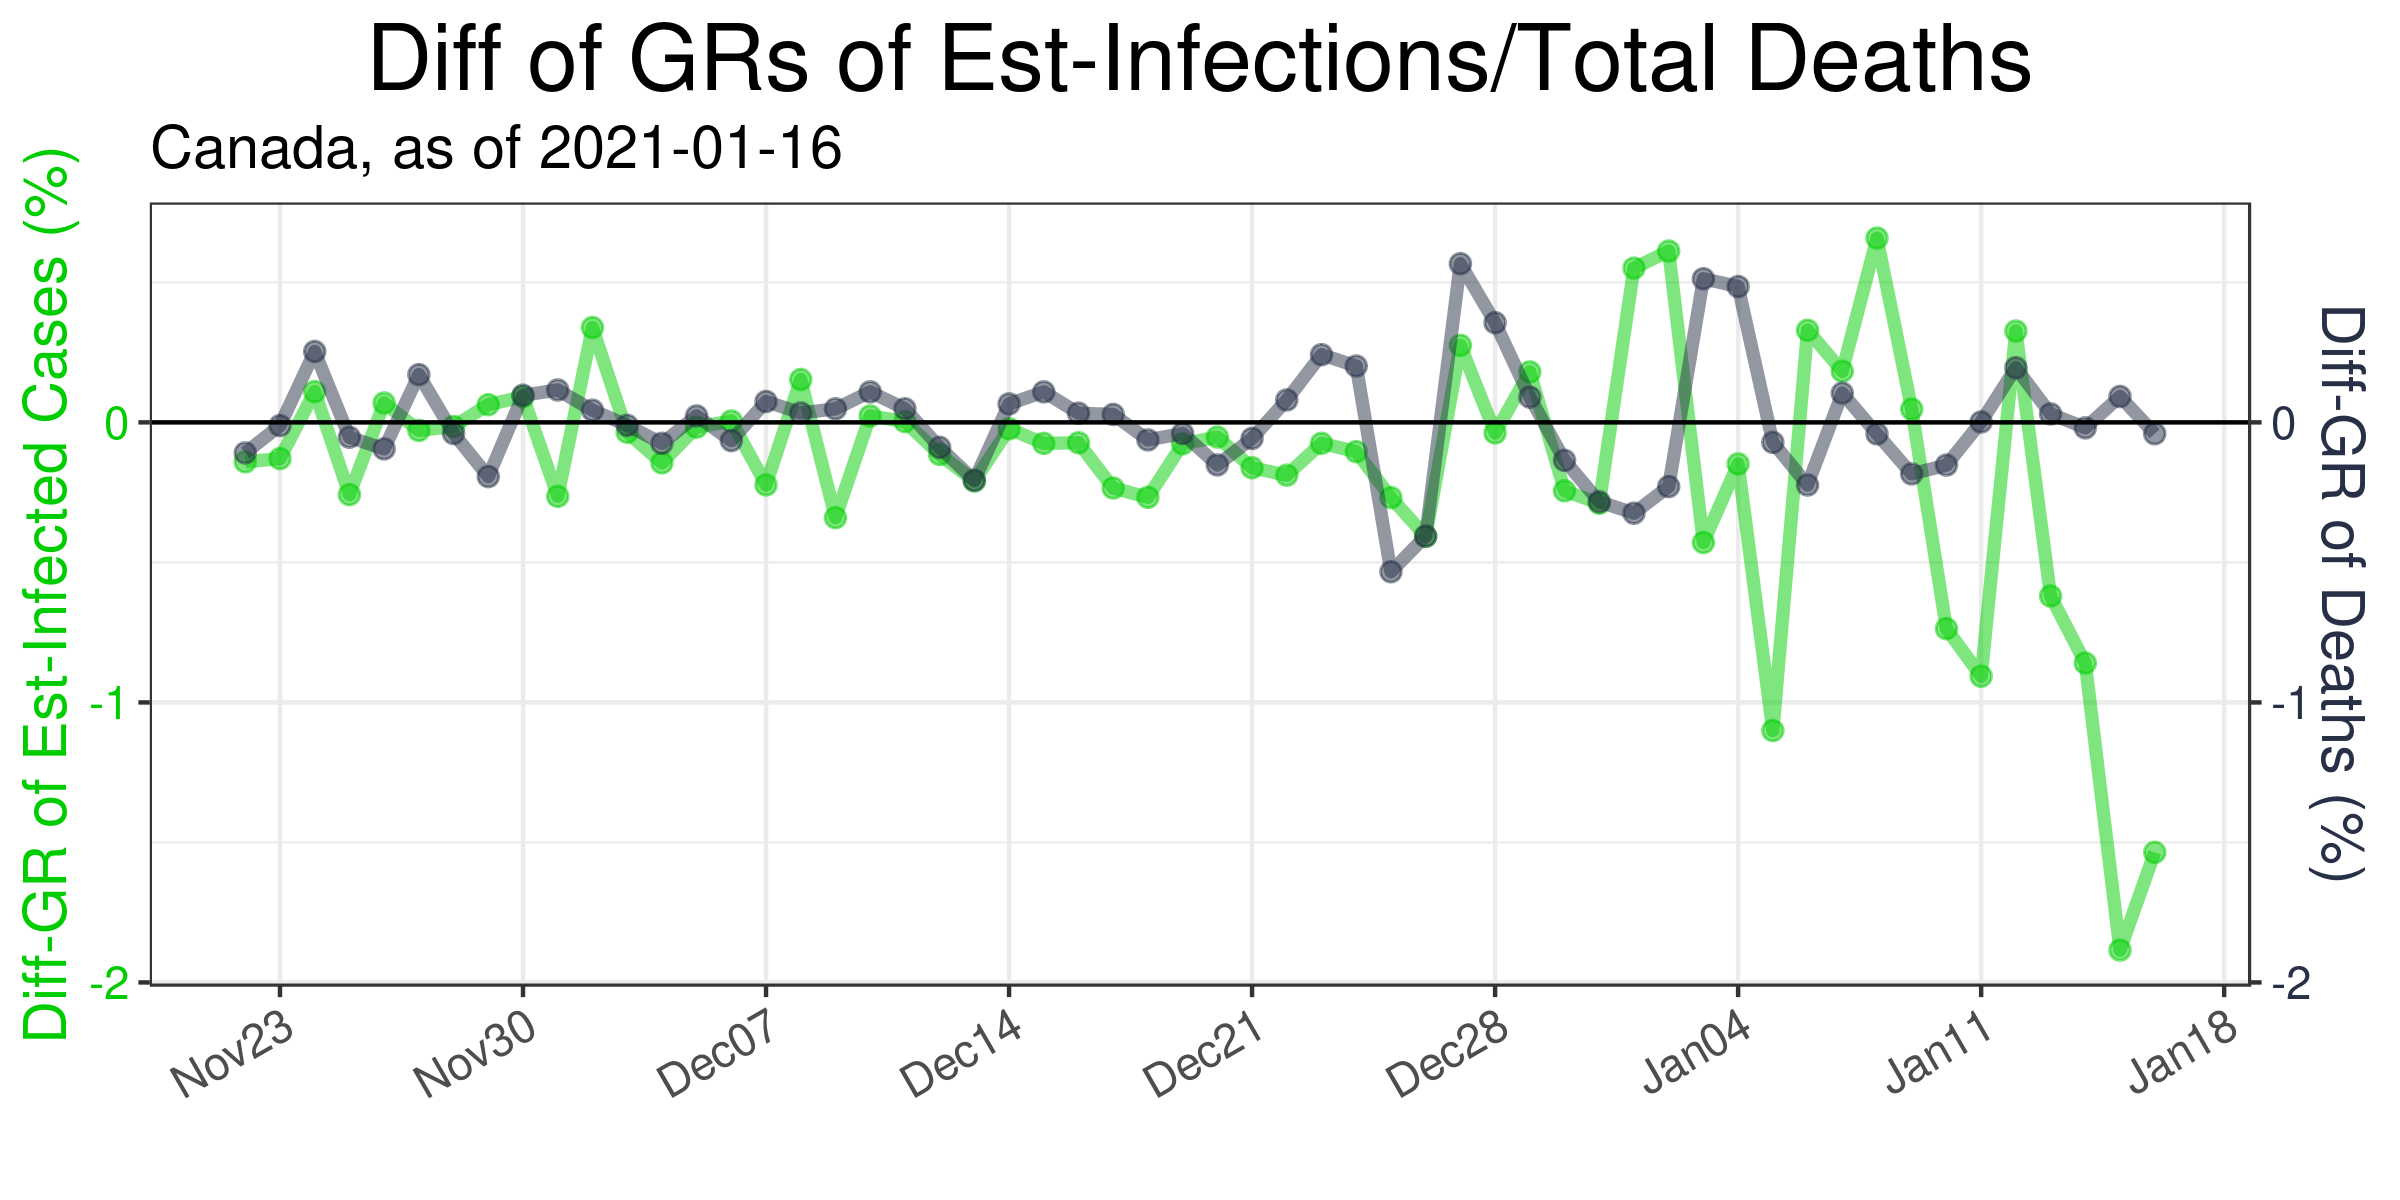 Diff of GRs of Est-Infections/Total Deaths
Canada, as of 2021-01-16
Diff-GR of Est-Infected Cases (%)
0
-1
-2
0
-1
-2
Diff-GR of Deaths (%)
Nov23
Nov30
Dec07
Dec14
Dec21
Dec28
Jan04
Jan11
Jan18